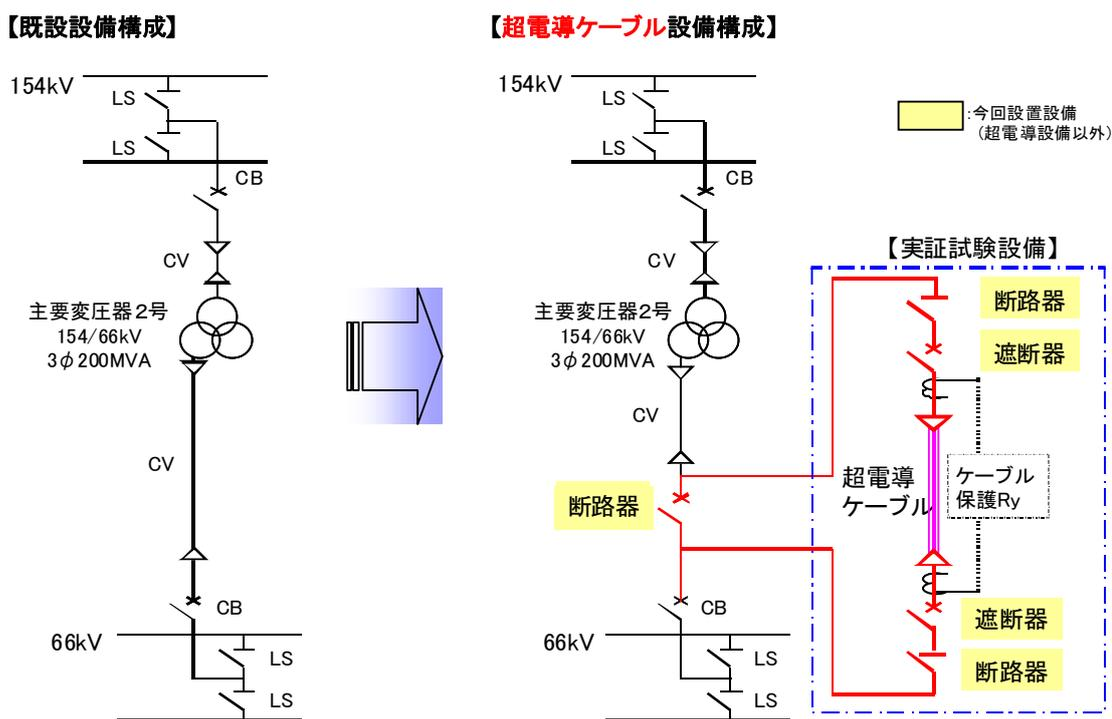 【既設設備構成】
154kV
LS
LS
CB
CV
主要変圧器2号
154/66kV
3φ200MVA
CV
CB
66kV
LS
LS
【超電導ケーブル設備構成】
154kV
LS
LS
CB
CV
主要変圧器2号
154/66kV
3φ200MVA
CV
断路器
CB
66kV
LS
LS
:今回設置設備
(超電導設備以外)
【実証試験設備】
断路器
遮断器
超電導
ケーブル
ケーブル
保護Ry
遮断器
断路器